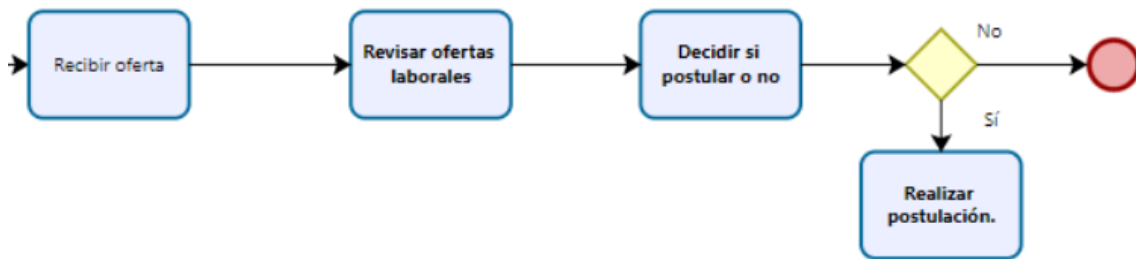 Recibir oferta
Revisar ofertas
laborales
Decidir si
postular o no
No
Sí
Realizar
postulación.